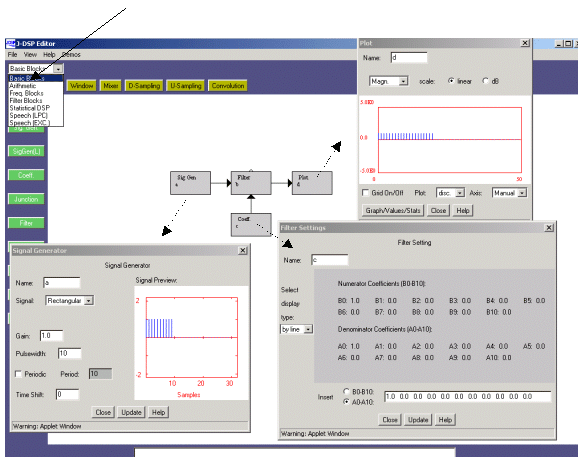 J-DSP Editor
File View Help Demos
Basic Blocks
Basic Blocks
Arithmetic
Freq. Blocks
Filter Blocks
Statistical DSP
Speech (LPC)
Speech (EXC.)
Window Mixer D-Sampling U-Sampling Convolution
SigGen(L)
Coeff
Junction
Filter
Sig Gen
a
Filter
b
Plot
d
Coeff
c
Plot
Name: d
Magn. scale: linear dB
5.0E0
0.0
-5.0E0
0 50
Grid On/Off Plot: disc. Axis: Manual
Graph/Values/Stats Close Help
Signal Generator
Signal Generator
Name: a
Signal: Rectangular
Gain: 1.0
Pulsewidth: 10
Periodic Period: 10
Time Shift: 0
Signal Preview:
2
0
-2
10 20 30
Samples
Close Update Help
Warning: Applet Window
Filter Settings
Filter Setting
Name: c
Select
display
type:
by line
Numerator Coefficients (B0-B10):
B0: 1.0 B1: 0.0 B2: 0.0 B3: 0.0 B4: 0.0 B5: 0.0
B6: 0.0 B7: 0.0 B8: 0.0 B9: 0.0 B10: 0.0
Denominator Coefficients (A0-A10):
A0: 1.0 A1: 0.0 A2: 0.0 A3: 0.0 A4: 0.0 A5: 0.0
A6: 0.0 A7: 0.0 A8: 0.0 A9: 0.0 A10: 0.0
Insert B0-B10:
A0-A10:
1.0 0.0 0.0 0.0 0.0 0.0 0.0 0.0 0.0 0.0 0.0
Close Update Help
Warning: Applet Window